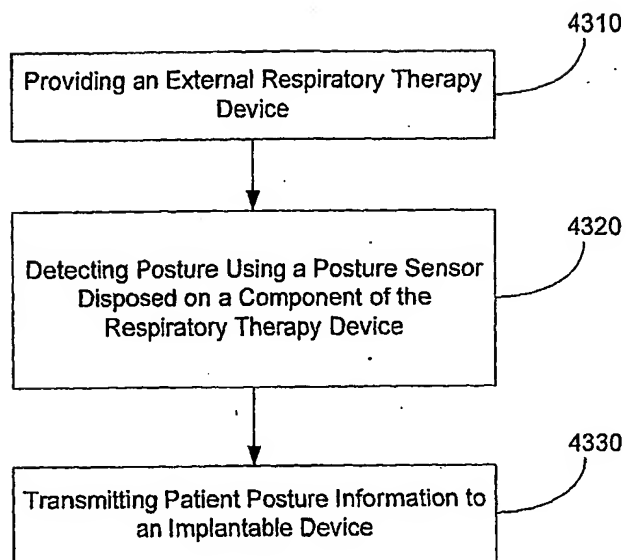 4310
Providing an External Respiratory Therapy
Device
4320
Detecting Posture Using a Posture Sensor
Disposed on a Component of the
Respiratory Therapy Device
4330
Transmitting Patient Posture Information to
an Implantable Device